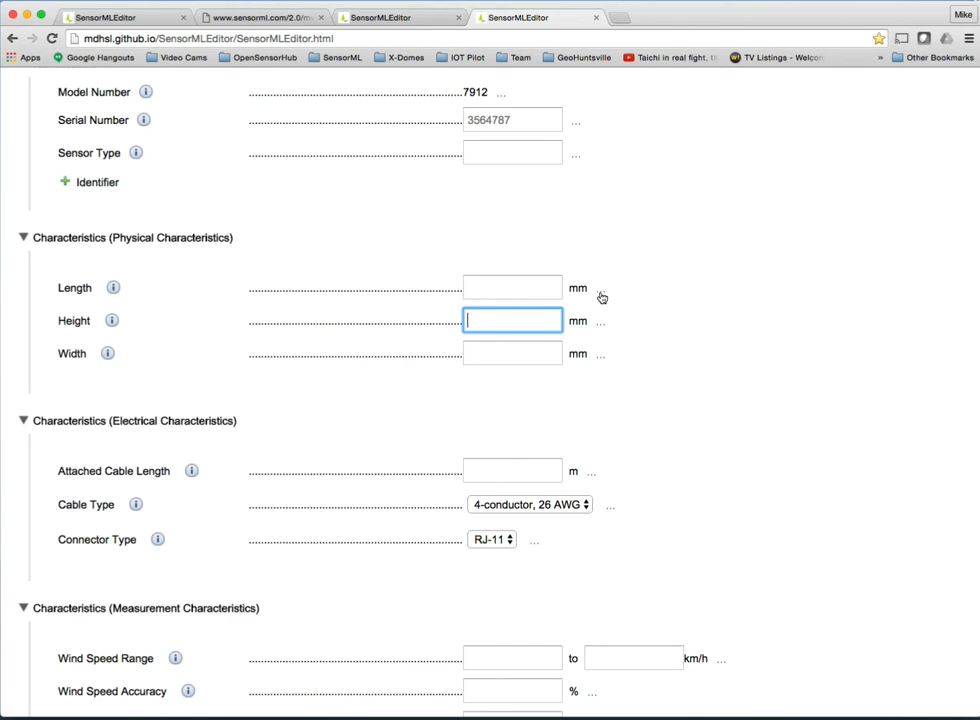 SensorMLEditor
www.sensorml.com/2.0/m
SensorMLEditor
SensorMLEditor
Mike
mdhsl.github.io/SensorMLEditor/SensorMLEditor.html
Apps Google Hangouts Video Cams OpenSensorHub SensorML X-Domes IOT Pilot Team GeoHuntsville Taichi in real fight, TV Listings - Welco » Other Bookmarks
Model Number 7912 ...
Serial Number 3564787 ...
Sensor Type ...
+ Identifier
Characteristics (Physical Characteristics)
Length mm
Height mm ...
Width mm ...
Characteristics (Electrical Characteristics)
Attached Cable Length m ...
Cable Type 4-conductor, 26 AWG ...
Connector Type RJ-11 ...
Characteristics (Measurement Characteristics)
Wind Speed Range to km/h ...
Wind Speed Accuracy % ...